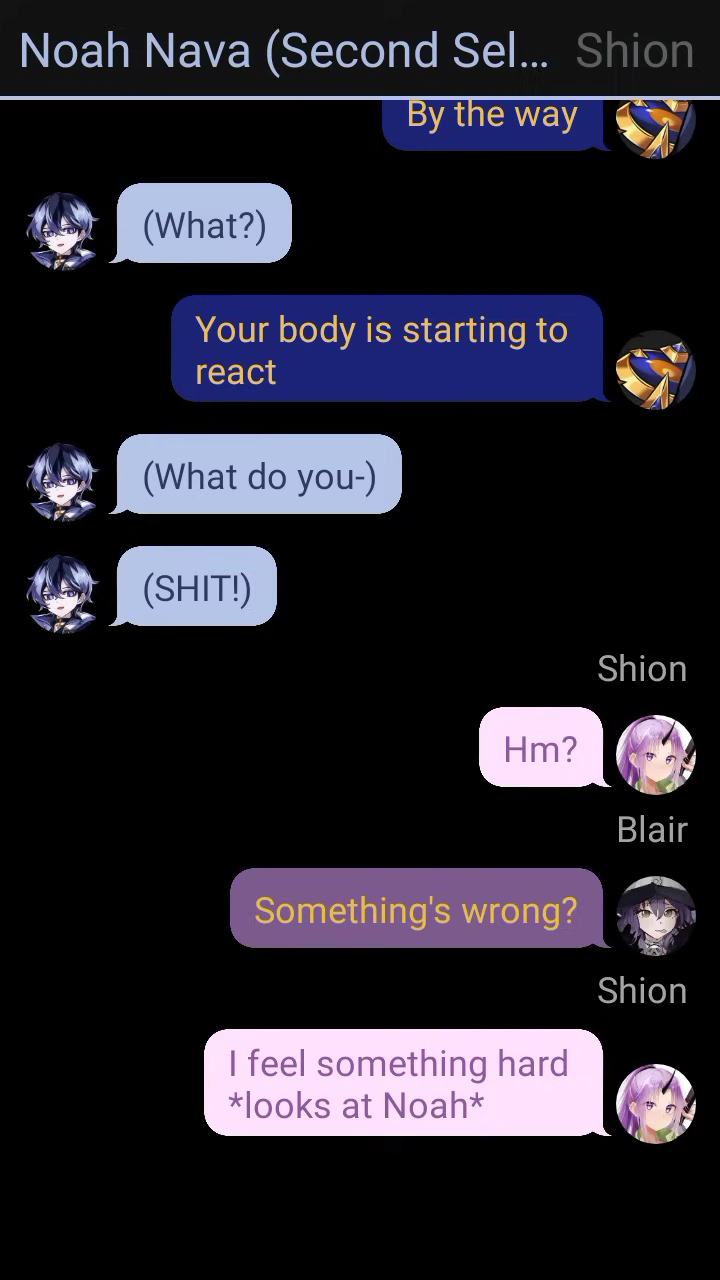 Noah Nava (Second Sel... Shion
By the way
(What?)
Your body is starting to
react
(What do you-)
(SHIT!)
Shion
Hm?
Blair
Something's wrong?
Shion
I feel something hard
*looks at Noah*